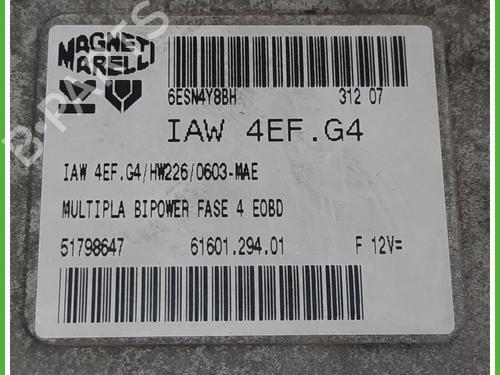 MAGNETI
MARELLI
6ESN4Y8BH 312 07
IAW 4EF.G4
IAW 4EF.G4/HW226/0603-MAE
MULTIPLA BIPOWER FASE 4 EOBD
51798647 61601.294.01 F 12V=
B-PARTS